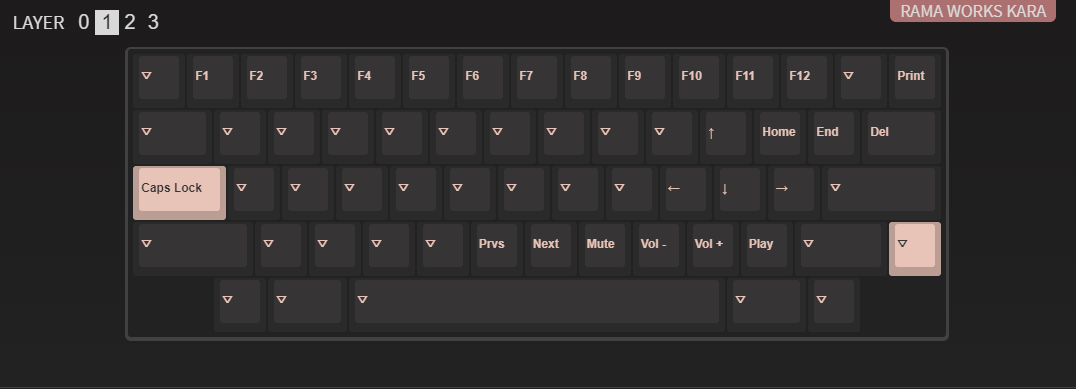 LAYER 0 1 2 3
RAMA WORKS KARA
▽ F1 F2 F3 F4 F5 F6 F7 F8 F9 F10 F11 F12 ▽ Print
▽ ▽ ▽ ▽ ▽ ▽ ▽ ▽ ▽ ▽ ↑ Home End Del
Caps Lock ▽ ▽ ▽ ▽ ▽ ▽ ▽ ▽ ← ↓ → ▽
▽ ▽ ▽ ▽ ▽ Prvs Next Mute Vol - Vol + Play ▽ ▽
▽ ▽ ▽ ▽ ▽